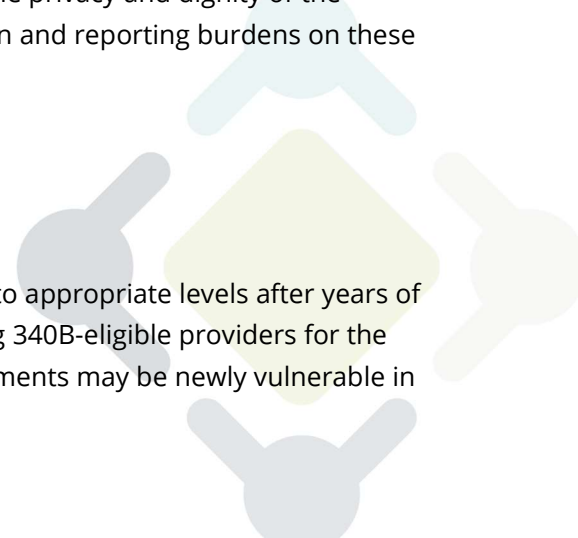 privacy and dignity of the
and reporting burdens on these
to appropriate levels after years of
340B-eligible providers for the
may be newly vulnerable in